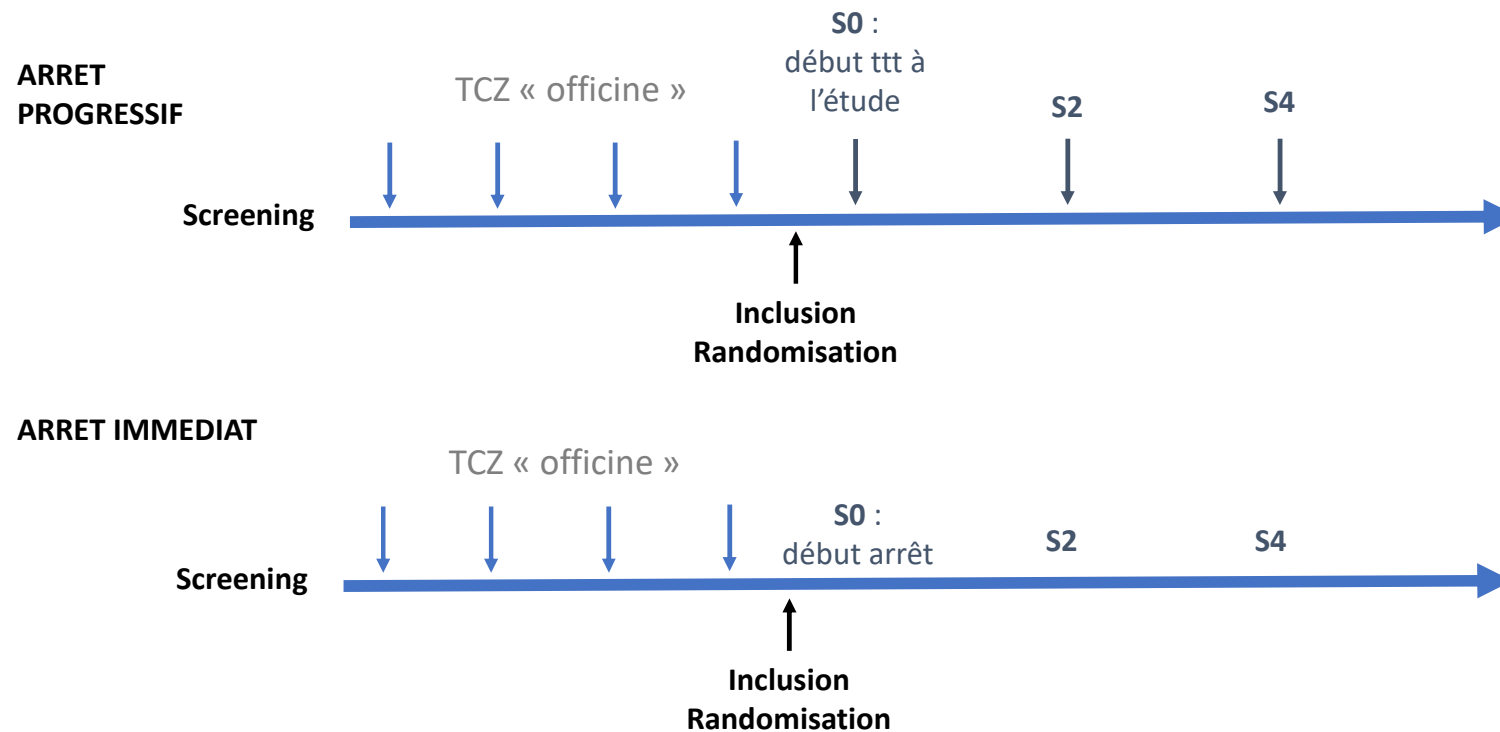 ARRET
PROGRESSIF
TCZ « officine »
S0 :
début ttt à
l'étude
S2
S4
Screening
Inclusion
Randomisation
ARRET IMMEDIAT
TCZ « officine »
S0 :
début arrêt
S2
S4
Screening
Inclusion
Randomisation